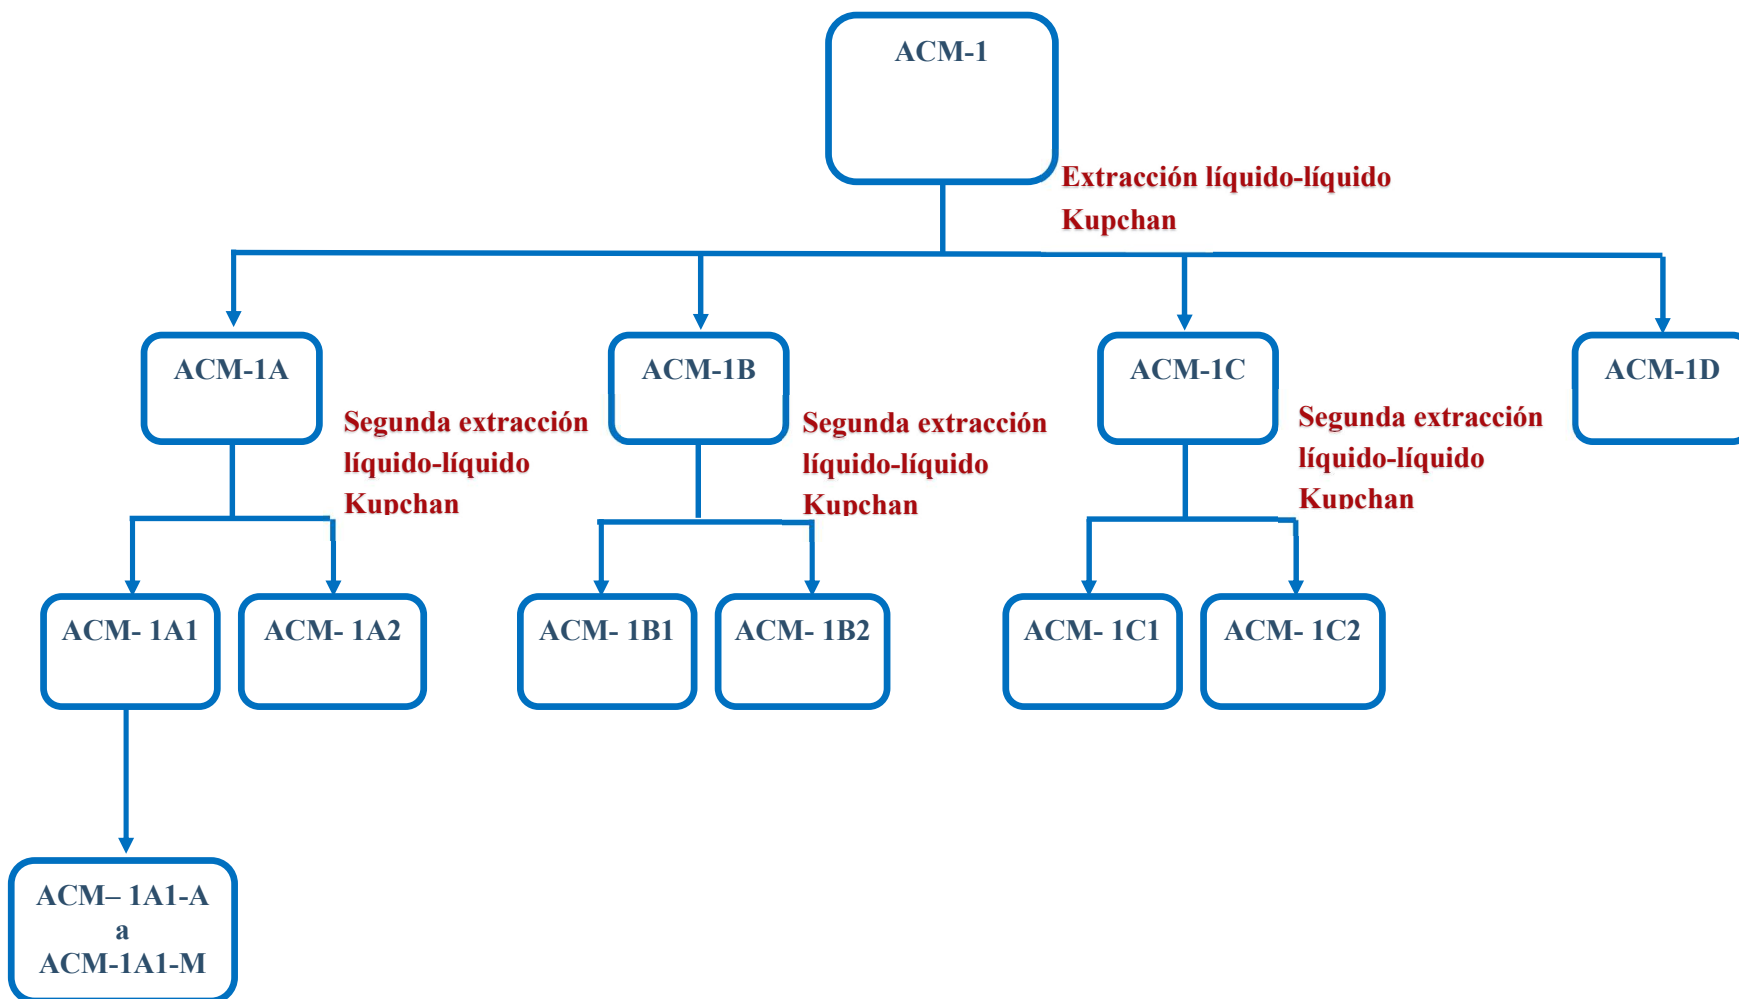 ACM-1
Extracción líquido-líquido
Kupchan
ACM-1A
ACM-1B
ACM-1C
ACM-1D
Segunda extracción
líquido-líquido
Kupchan
Segunda extracción
líquido-líquido
Kupchan
Segunda extracción
líquido-líquido
Kupchan
ACM- 1A1
ACM- 1A2
ACM- 1B1
ACM- 1B2
ACM- 1C1
ACM- 1C2
ACM– 1A1-A
a
ACM-1A1-M